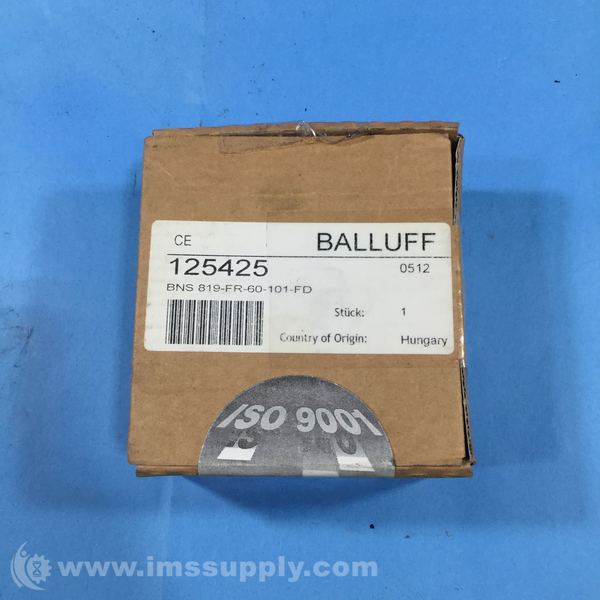 CE BALLUFF
125425 0512
BNS 819-FR-60-101-FD
Stück: 1
Country of Origin: Hungary
ISO 9001
www.imssupply.com